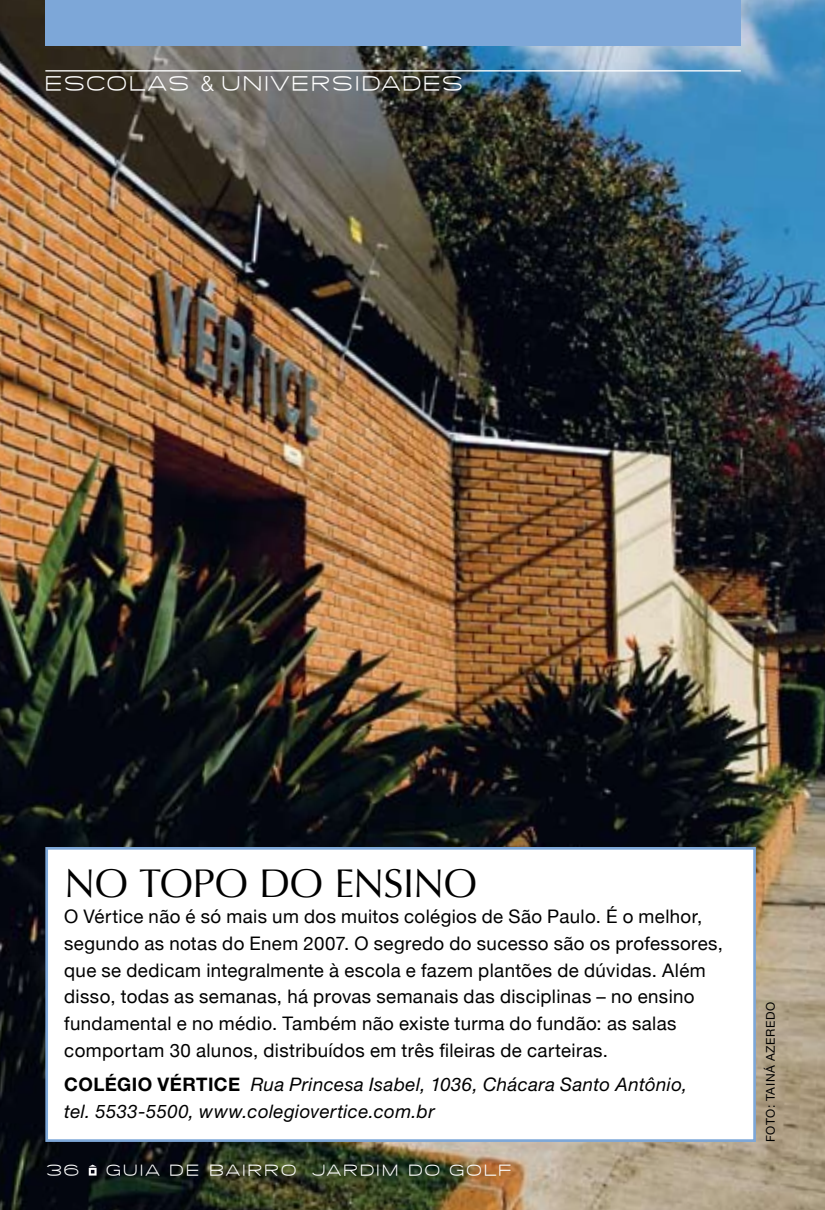 ESCOLAS & UNIVERSIDADES
VÉRTICE
NO TOPO DO ENSINO
O Vértice não é só mais um dos muitos colégios de São Paulo. É o melhor,
segundo as notas do Enem 2007. O segredo do sucesso são os professores,
que se dedicam integralmente à escola e fazem plantões de dúvidas. Além
disso, todas as semanas, há provas semanais das disciplinas – no ensino
fundamental e no médio. Também não existe turma do fundão: as salas
comportam 30 alunos, distribuídos em três fileiras de carteiras.
COLÉGIO VÉRTICE Rua Princesa Isabel, 1036, Chácara Santo Antônio,
tel. 5533-5500, www.colegiovertice.com.br
FOTO: TAINÁ AZEREDO
36 GUIA DE BAIRRO JARDIM DO GOLF